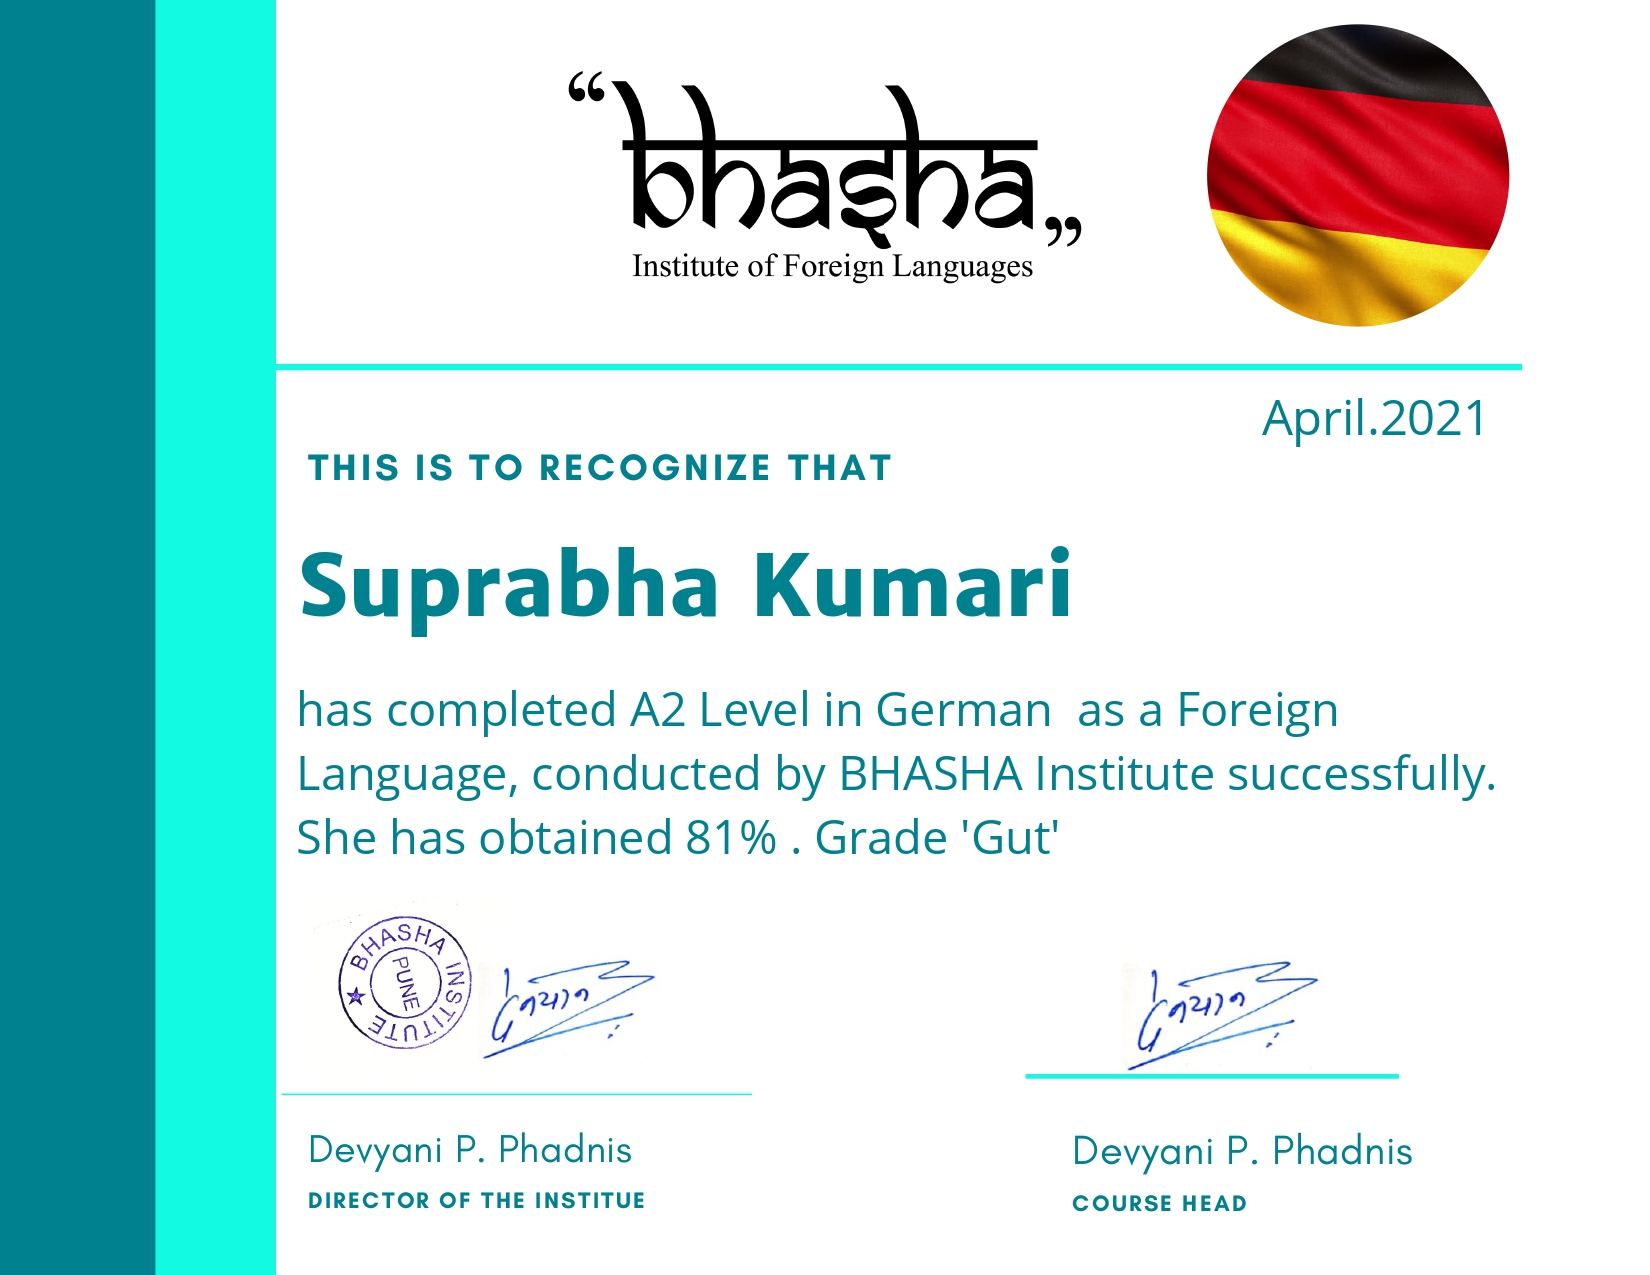 “bhasha„
Institute of Foreign Languages
April.2021
THIS IS TO RECOGNIZE THAT
Suprabha Kumari
has completed A2 Level in German as a Foreign
Language, conducted by BHASHA Institute successfully.
She has obtained 81% . Grade 'Gut'
BHASHA INSTITUTE ★
PUNE
Devyani P. Phadnis
DIRECTOR OF THE INSTITUE
Devyani P. Phadnis
COURSE HEAD